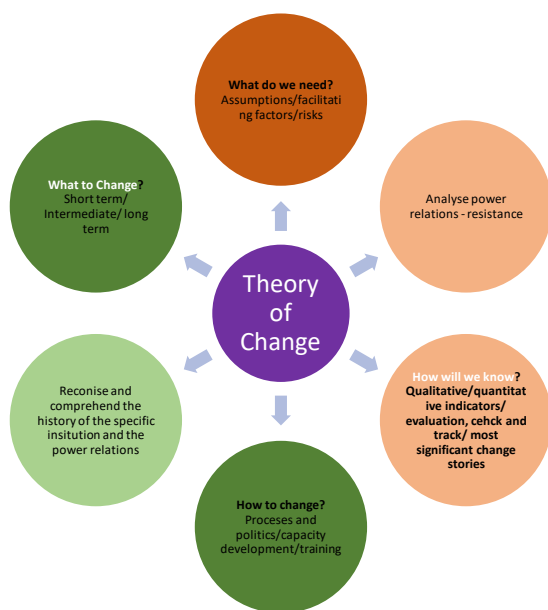 What do we need?
Assumptions/facilitati
ng factors/risks
What to Change?
Short term/
Intermediate/ long
term
Analyse power
relations - resistance
Theory
of
Change
Reconise and
comprehend the
history of the specific
insitution and the
power relations
How will we know?
Qualitative/quantitat
ive indicators/
evaluation, cehck and
track/ most
significant change
stories
How to change?
Proceses and
politics/capacity
development/training